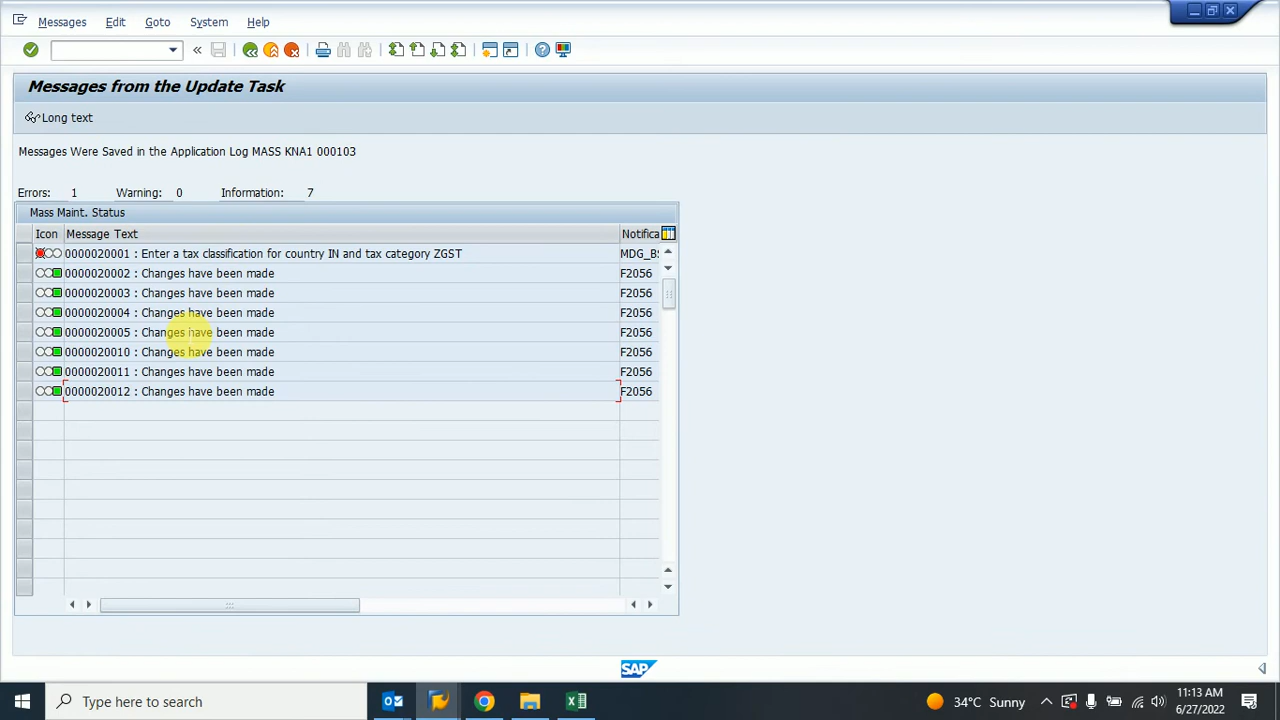 Messages Edit Goto System Help
Messages from the Update Task
Long text
Messages Were Saved in the Application Log MASS KNA1 000103
Errors: 1 Warning: 0 Information: 7
Mass Maint. Status
Icon Message Text Notifica
0000020001 : Enter a tax classification for country IN and tax category ZGST MDG_BS
0000020002 : Changes have been made F2056
0000020003 : Changes have been made F2056
0000020004 : Changes have been made F2056
0000020005 : Changes have been made F2056
0000020010 : Changes have been made F2056
0000020011 : Changes have been made F2056
0000020012 : Changes have been made F2056
SAP
Type here to search
34°C Sunny
11:13 AM
6/27/2022